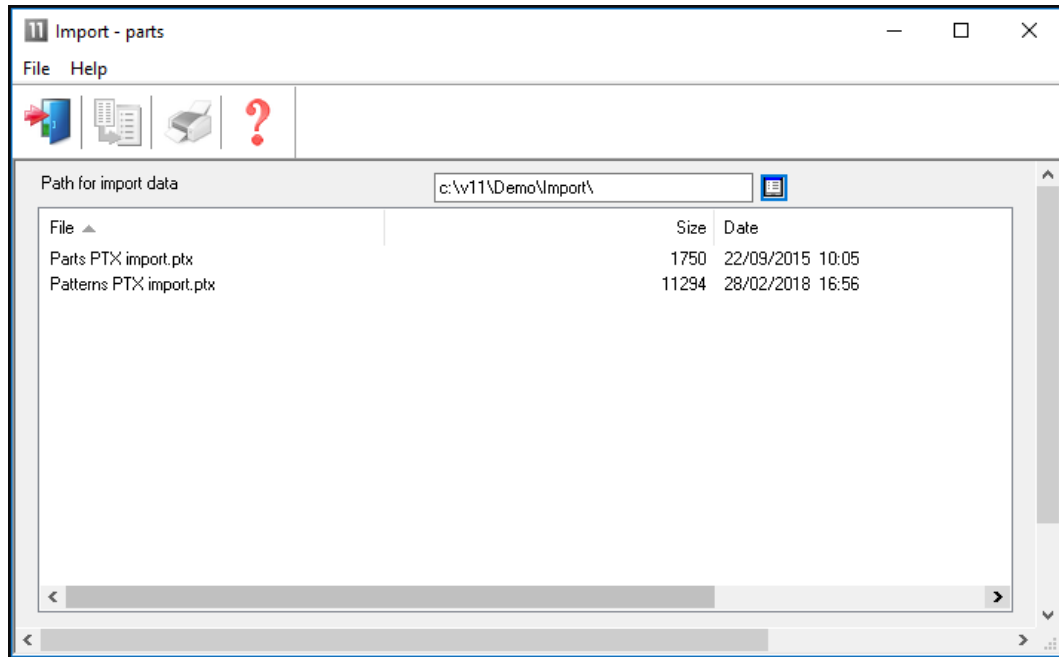 11 Import - parts
File Help
?
Path for import data c:\v11\Demo\Import\
File Size Date
Parts PTX import.ptx 1750 22/09/2015 10:05
Patterns PTX import.ptx 11294 28/02/2018 16:56